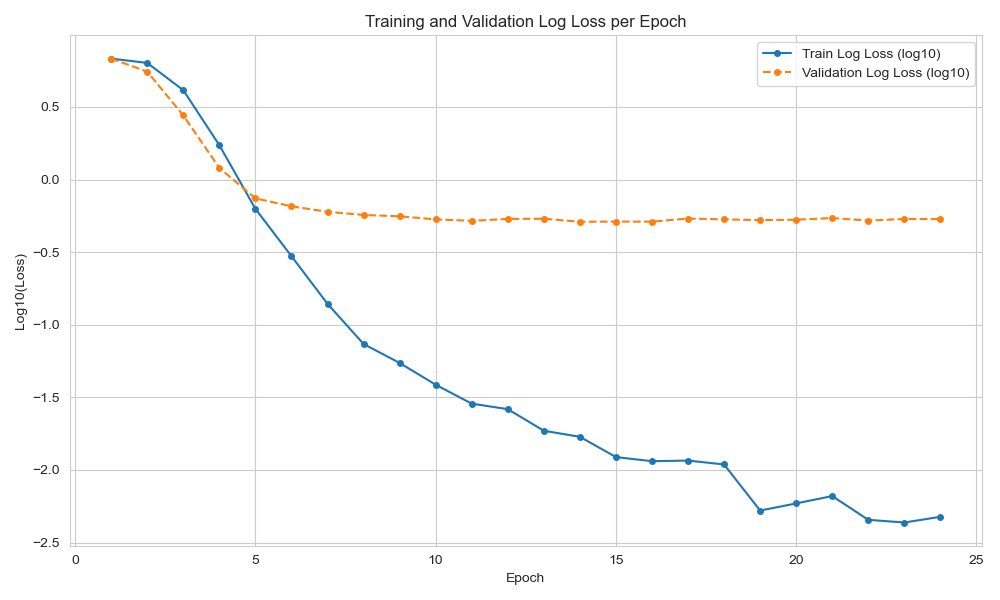 Training and Validation Log Loss per Epoch
Train Log Loss (log10)
Validation Log Loss (log10)
Log10(Loss)
0.5
0.0
−0.5
−1.0
−1.5
−2.0
−2.5
0 5 10 15 20 25
Epoch